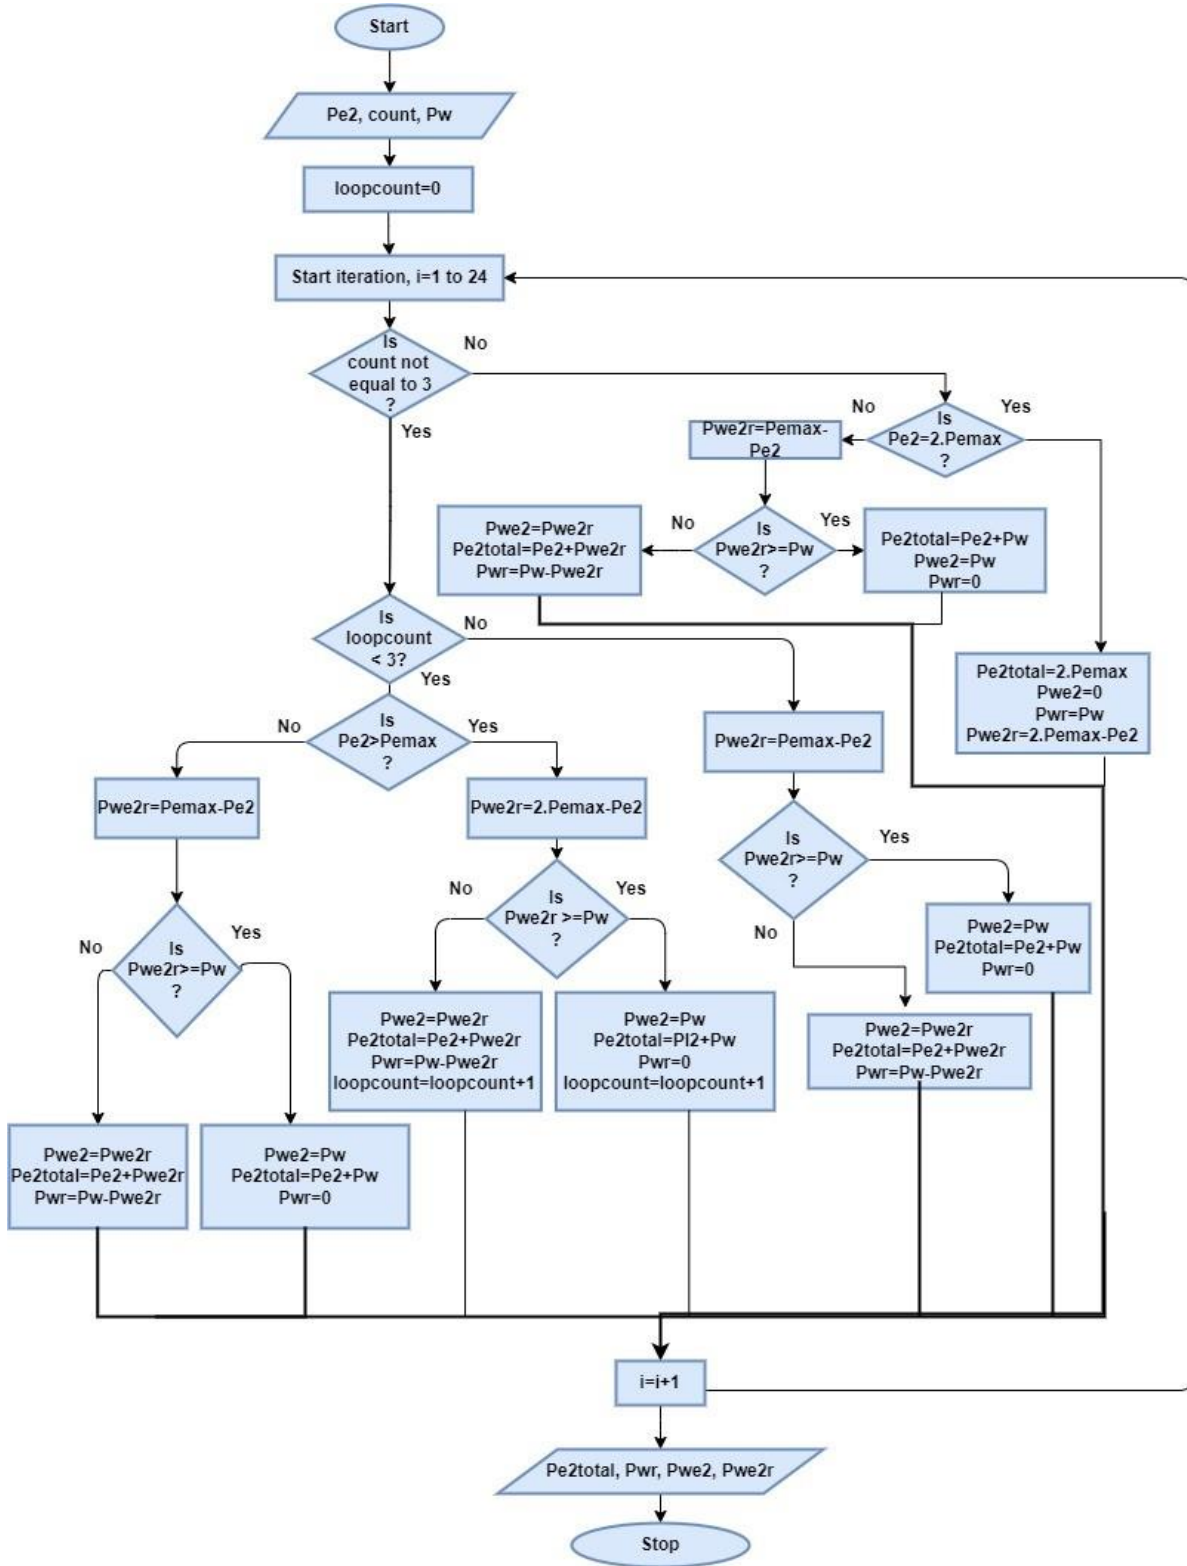 Start
Pe2, count, Pw
loopcount=0
Start iteration, i=1 to 24
Is
count not
equal to 3
?
No
Yes
Is
Pe2=2.Pemax
?
No
Yes
Pwe2r=Pemax-
Pe2
Is
Pwe2r>=Pw
?
No
Yes
Pwe2=Pwe2r
Pe2total=Pe2+Pwe2r
Pwr=Pw-Pwe2r
Pe2total=Pe2+Pw
Pwe2=Pw
Pwr=0
Pe2total=2.Pemax
Pwe2=0
Pwr=Pw
Pwe2r=2.Pemax-Pe2
Is
loopcount
< 3?
No
Yes
Is
Pe2>Pemax
?
No
Yes
Pwe2r=Pemax-Pe2
Pwe2r=2.Pemax-Pe2
Pwe2r=Pemax-Pe2
Is
Pwe2r>=Pw
?
Yes
No
Is
Pwe2r >=Pw
?
No
Yes
Is
Pwe2r>=Pw
?
No
Yes
Pwe2=Pw
Pe2total=Pe2+Pw
Pwr=0
Pwe2=Pwe2r
Pe2total=Pe2+Pwe2r
Pwr=Pw-Pwe2r
loopcount=loopcount+1
Pwe2=Pw
Pe2total=Pl2+Pw
Pwr=0
loopcount=loopcount+1
Pwe2=Pwe2r
Pe2total=Pe2+Pwe2r
Pwr=Pw-Pwe2r
Pwe2=Pwe2r
Pe2total=Pe2+Pwe2r
Pwr=Pw-Pwe2r
Pwe2=Pw
Pe2total=Pe2+Pw
Pwr=0
i=i+1
Pe2total, Pwr, Pwe2, Pwe2r
Stop